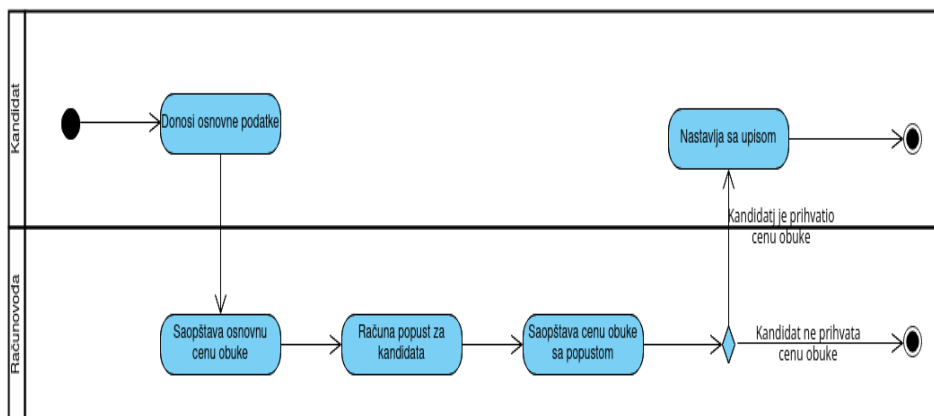 Kandidat
Donosi osnovne podatke
Nastavlja sa upisom
Kandidatj je prihvatio
cenu obuke
Računovoda
Saopštava osnovnu
cenu obuke
Računa popust za
kandidata
Saopštava cenu obuke
sa popustom
Kandidat ne prihvata
cenu obuke